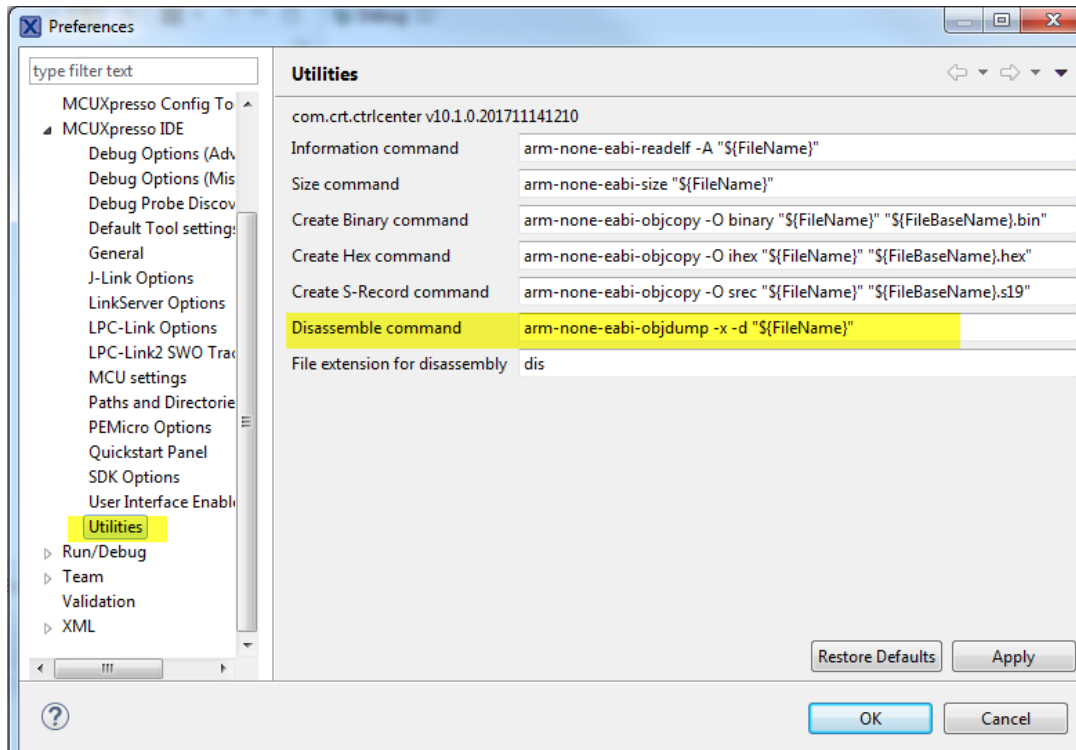 Preferences
type filter text
MCUXpresso Config To
MCUXpresso IDE
Debug Options (Adv
Debug Options (Mis
Debug Probe Discov
Default Tool settings
General
J-Link Options
LinkServer Options
LPC-Link Options
LPC-Link2 SWO Trac
MCU settings
Paths and Directorie
PEMicro Options
Quickstart Panel
SDK Options
User Interface Enable
Utilities
Run/Debug
Team
Validation
XML
Utilities
com.crt.ctrlcenter v10.1.0.201711141210
Information command arm-none-eabi-readelf -A "${FileName}"
Size command arm-none-eabi-size "${FileName}"
Create Binary command arm-none-eabi-objcopy -O binary "${FileName}" "${FileBaseName}.bin"
Create Hex command arm-none-eabi-objcopy -O ihex "${FileName}" "${FileBaseName}.hex"
Create S-Record command arm-none-eabi-objcopy -O srec "${FileName}" "${FileBaseName}.s19"
Disassemble command arm-none-eabi-objdump -x -d "${FileName}"
File extension for disassembly dis
Restore Defaults Apply
OK Cancel